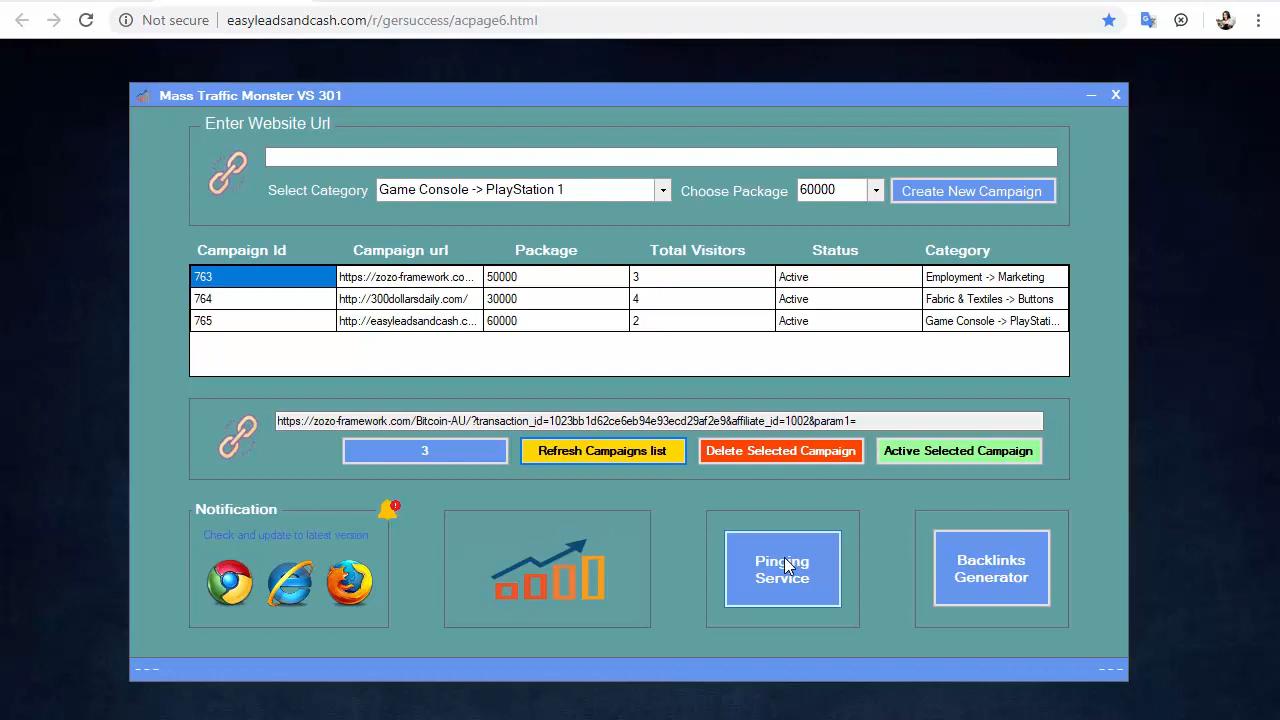 Not secure
easyleadsandcash.com/r/gersuccess/acpage6.html
Mass Traffic Monster VS 301
Enter Website Url
Select Category
Game Console -> PlayStation 1
Choose Package
60000
Create New Campaign
Campaign Id Campaign url Package Total Visitors Status Category
763 https://zozo-framework.co... 50000 3 Active Employment -> Marketing
764 http://300dollarsdaily.com/ 30000 4 Active Fabric & Textiles -> Buttons
765 http://easyleadsandcash.c... 60000 2 Active Game Console -> PlayStati...
https://zozo-framework.com/Bitcoin-AU/?transaction_id=1023bb1d62ce6eb94e93ecd29af2e9&affiliate_id=1002&param1=
3
Refresh Campaigns list
Delete Selected Campaign
Active Selected Campaign
Notification
Check and update to latest version
Pinging
Service
Backlinks
Generator
--- ---